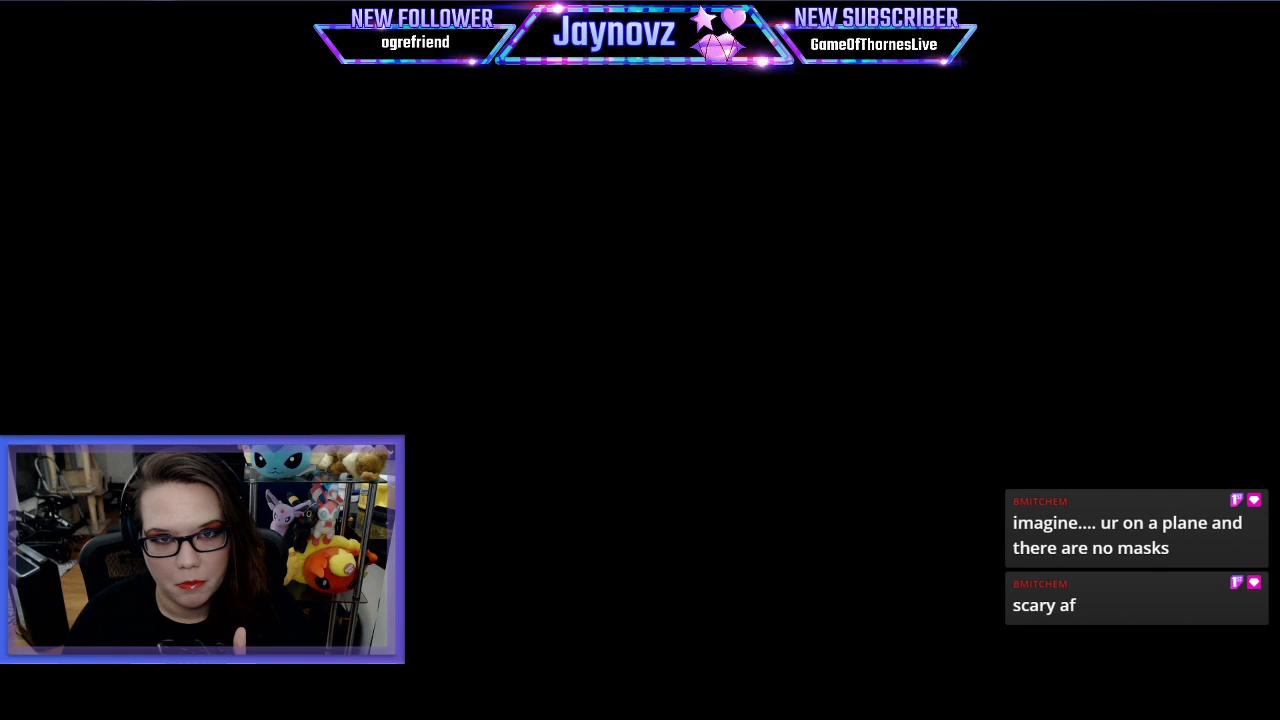 NEW FOLLOWER
ogrefriend
Jaynovz
NEW SUBSCRIBER
GameOfThornesLive
BMITCHEM
imagine.... ur on a plane and
there are no masks
BMITCHEM
scary af